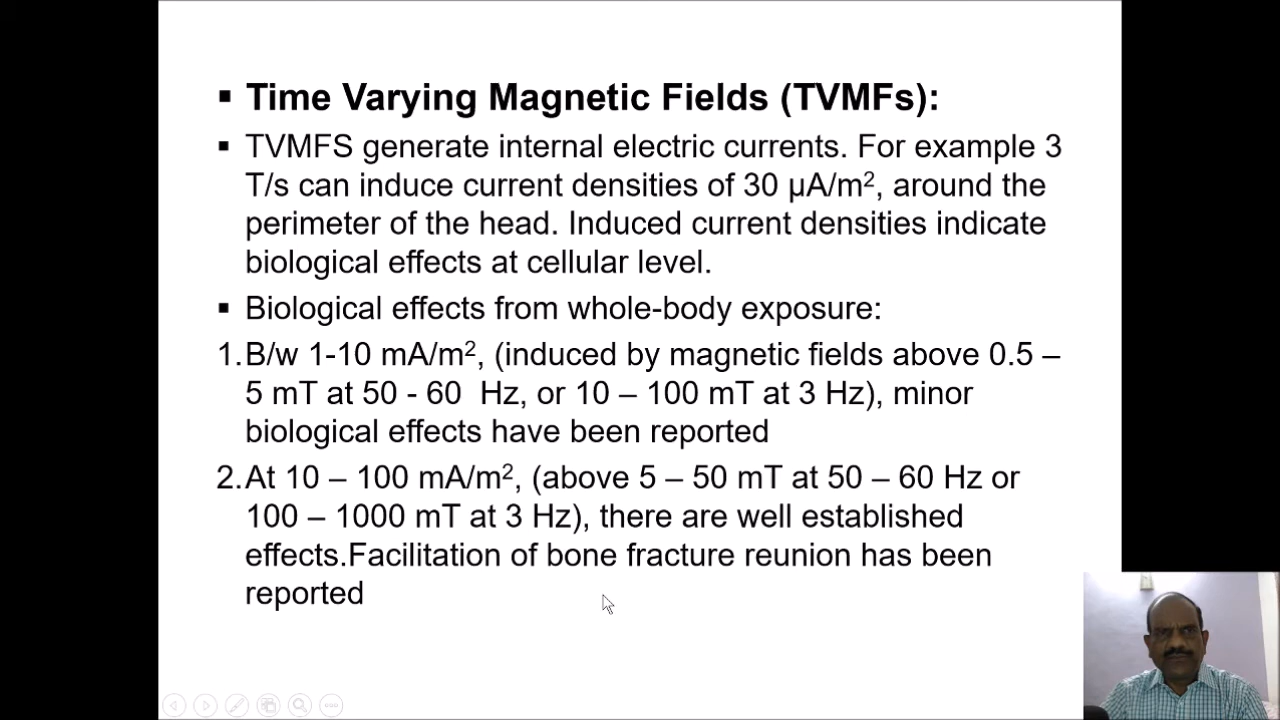 ▪ Time Varying Magnetic Fields (TVMFs):
▪ TVMFS generate internal electric currents. For example 3
T/s can induce current densities of 30 µA/m², around the
perimeter of the head. Induced current densities indicate
biological effects at cellular level.
▪ Biological effects from whole-body exposure:
1.B/w 1-10 mA/m², (induced by magnetic fields above 0.5 –
5 mT at 50 - 60  Hz, or 10 – 100 mT at 3 Hz), minor
biological effects have been reported
2.At 10 – 100 mA/m², (above 5 – 50 mT at 50 – 60 Hz or
100 – 1000 mT at 3 Hz), there are well established
effects.Facilitation of bone fracture reunion has been
reported